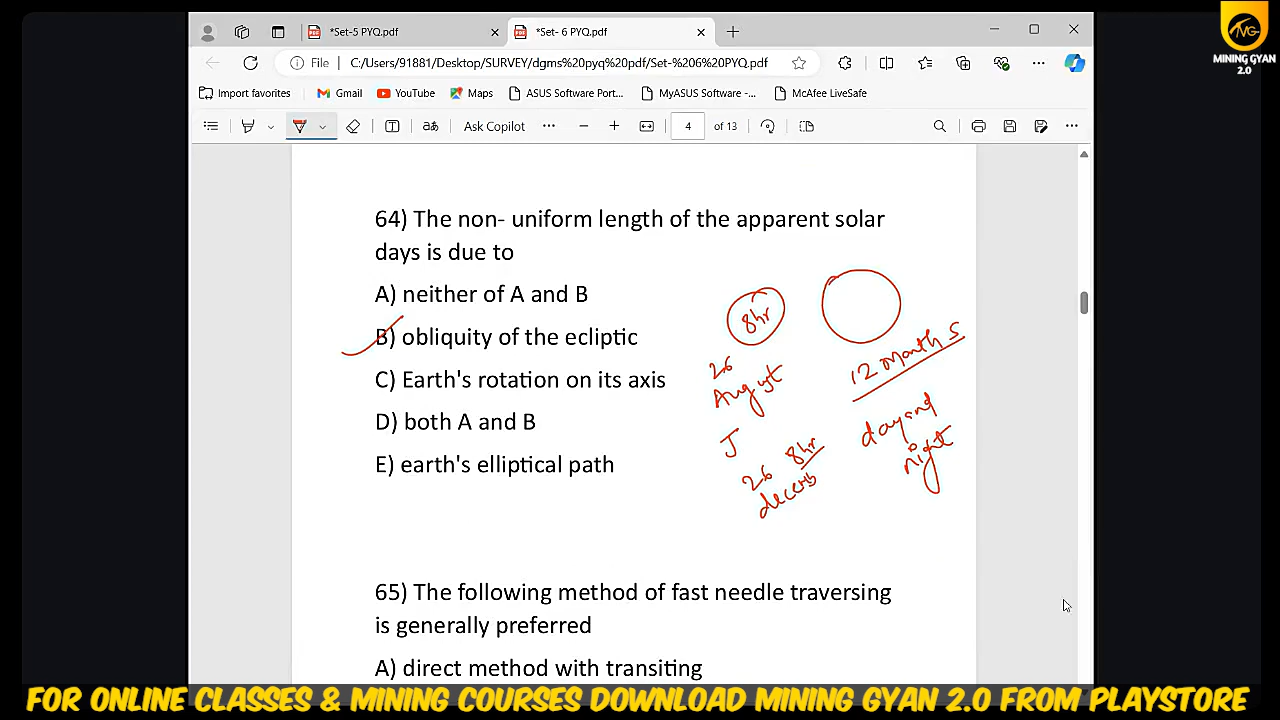 *Set-5 PYQ.pdf
*Set- 6 PYQ.pdf
File
C:/Users/91881/Desktop/SURVEY/dgms%20pyq%20pdf/Set-%206%20PYQ.pdf
Import favorites
Gmail
YouTube
Maps
ASUS Software Port...
MyASUS Software -...
McAfee LiveSafe
Ask Copilot
4
of 13
MINING GYAN
2.0
64) The non- uniform length of the apparent solar
days is due to
A) neither of A and B
B) obliquity of the ecliptic
C) Earth's rotation on its axis
D) both A and B
E) earth's elliptical path
8hr
26
August
J
26 8hr
decemb
12 Months
day and
night
65) The following method of fast needle traversing
is generally preferred
A) direct method with transiting
FOR ONLINE CLASSES & MINING COURSES DOWNLOAD MINING GYAN 2.0 FROM PLAYSTORE